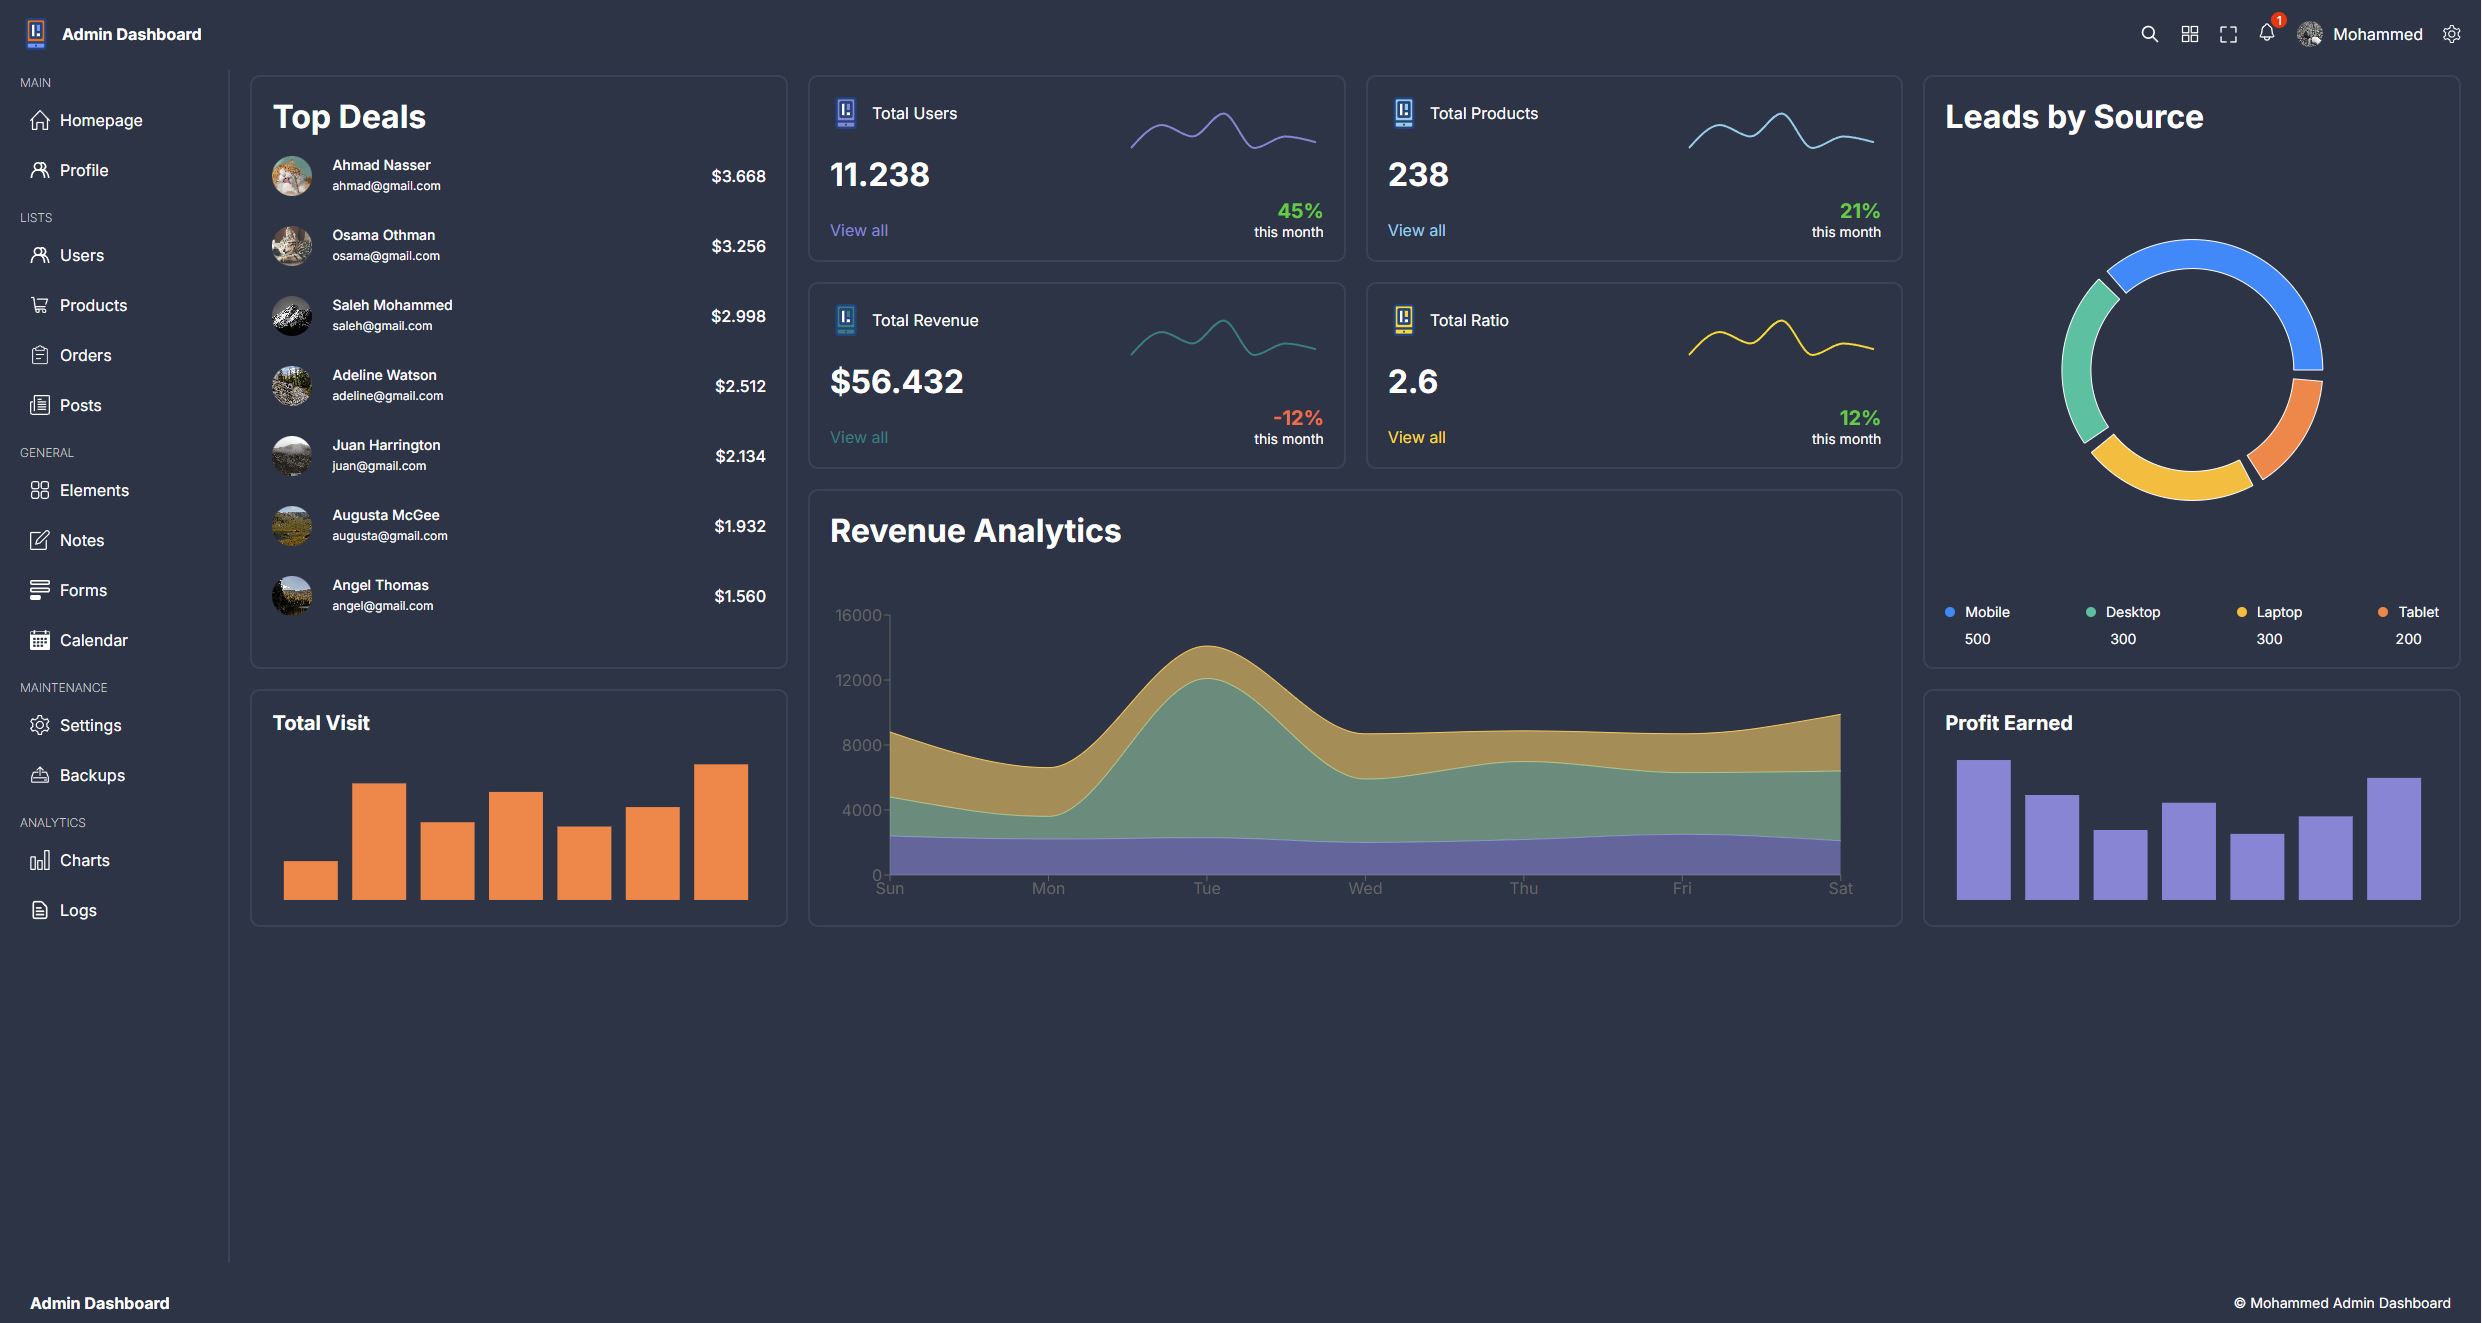 Admin Dashboard
1
Mohammed
MAIN
Homepage
Profile
LISTS
Users
Products
Orders
Posts
GENERAL
Elements
Notes
Forms
Calendar
MAINTENANCE
Settings
Backups
ANALYTICS
Charts
Logs
Top Deals
Ahmad Nasser
ahmad@gmail.com
$3.668
Osama Othman
osama@gmail.com
$3.256
Saleh Mohammed
saleh@gmail.com
$2.998
Adeline Watson
adeline@gmail.com
$2.512
Juan Harrington
juan@gmail.com
$2.134
Augusta McGee
augusta@gmail.com
$1.932
Angel Thomas
angel@gmail.com
$1.560
Total Visit
Total Users
11.238
View all
45%
this month
Total Products
238
View all
21%
this month
Total Revenue
$56.432
View all
-12%
this month
Total Ratio
2.6
View all
12%
this month
Revenue Analytics
16000
12000
8000
4000
0
Sun Mon Tue Wed Thu Fri Sat
Leads by Source
Mobile Desktop Laptop Tablet
500 300 300 200
Profit Earned
Admin Dashboard
© Mohammed Admin Dashboard